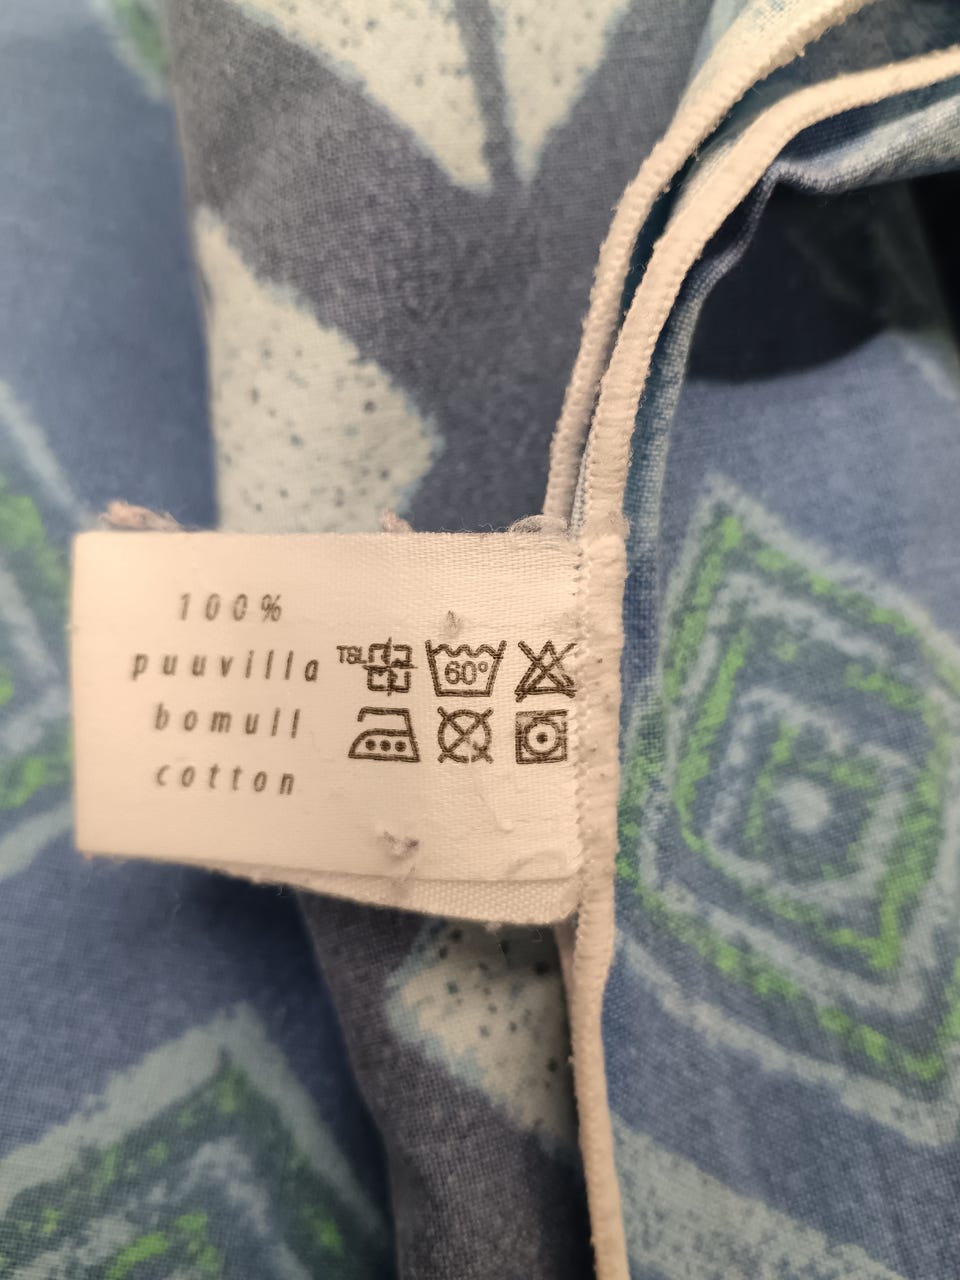 100%
puuvilla
bomull
cotton
TSL
60°